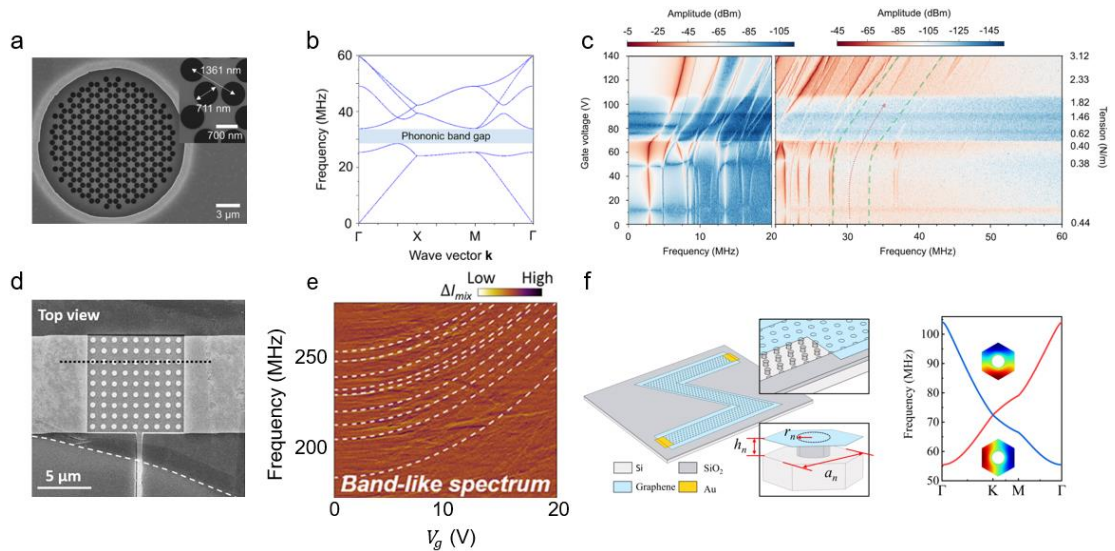 a
1361 nm
711 nm
700 nm
3 µm
b
60
40
20
0
Frequency (MHz)
Phononic band gap
Γ X M Γ
Wave vector k
c
Amplitude (dBm)
-5 -25 -45 -65 -85 -105
Amplitude (dBm)
-45 -65 -85 -105 -125 -145
Gate voltage (V)
140
120
100
80
60
40
20
0
0 10 20
Frequency (MHz)
30 40 50 60
Frequency (MHz)
3.12
2.33
1.82
1.46
0.62
0.40
0.38
0.44
Tension (N/m)
d
Top view
5 µm
e
Low High
ΔI_mix
Frequency (MHz)
250
200
Band-like spectrum
0 10 20
V_g (V)
f
Si SiO₂
Graphene Au
r_n
h_n
a_n
Frequency (MHz)
100
90
80
70
60
50
Γ K M Γ